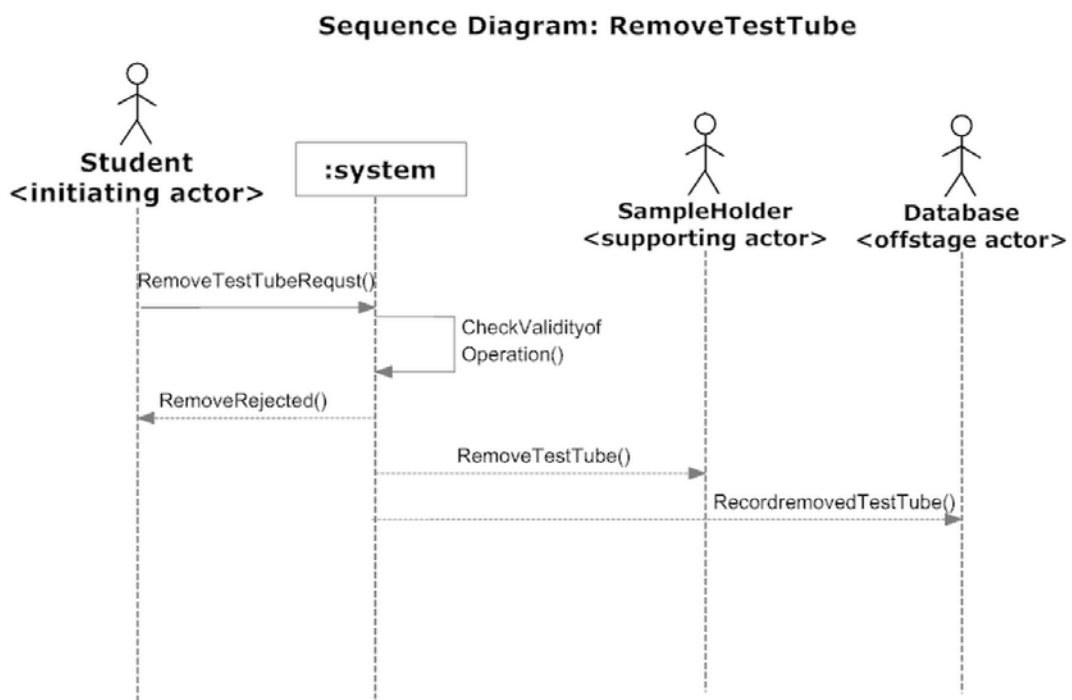 Sequence Diagram: RemoveTestTube
Student
<initiating actor>
:system
SampleHolder
<supporting actor>
Database
<offstage actor>
RemoveTestTubeRequst()
CheckValidityof
Operation()
RemoveRejected()
RemoveTestTube()
RecordremovedTestTube()